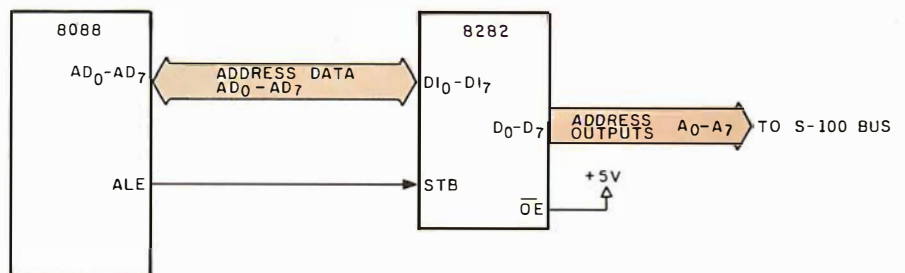 8088
8282
AD0-AD7
ADDRESS DATA
AD0-AD7
DI0-DI7
D0-D7
ADDRESS
OUTPUTS
A0-A7
TO S-100 BUS
ALE
STB
+5V
OE